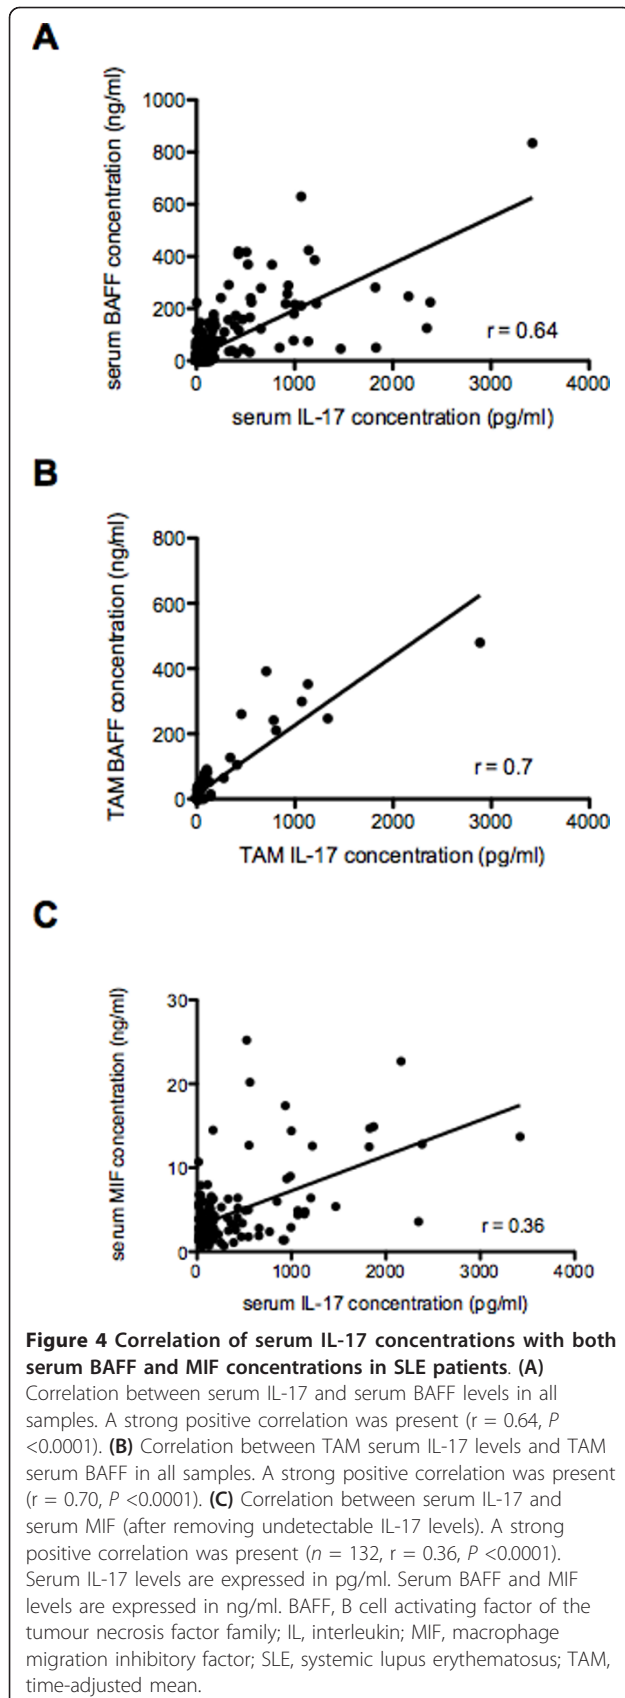 A
serum BAFF concentration (ng/ml)
1000
800
600
400
200
0
0 1000 2000 3000 4000
r = 0.64
serum IL-17 concentration (pg/ml)
B
TAM BAFF concentration (ng/ml)
800
600
400
200
0
0 1000 2000 3000 4000
r = 0.7
TAM IL-17 concentration (pg/ml)
C
serum MIF concentration (ng/ml)
30
20
10
0
0 1000 2000 3000 4000
r = 0.36
serum IL-17 concentration (pg/ml)
Figure 4 Correlation of serum IL-17 concentrations with both
serum BAFF and MIF concentrations in SLE patients. (A)
Correlation between serum IL-17 and serum BAFF levels in all
samples. A strong positive correlation was present (r = 0.64, P
<0.0001). (B) Correlation between TAM serum IL-17 levels and TAM
serum BAFF in all samples. A strong positive correlation was present
(r = 0.70, P <0.0001). (C) Correlation between serum IL-17 and
serum MIF (after removing undetectable IL-17 levels). A strong
positive correlation was present (n = 132, r = 0.36, P <0.0001).
Serum IL-17 levels are expressed in pg/ml. Serum BAFF and MIF
levels are expressed in ng/ml. BAFF, B cell activating factor of the
tumour necrosis factor family; IL, interleukin; MIF, macrophage
migration inhibitory factor; SLE, systemic lupus erythematosus; TAM,
time-adjusted mean.